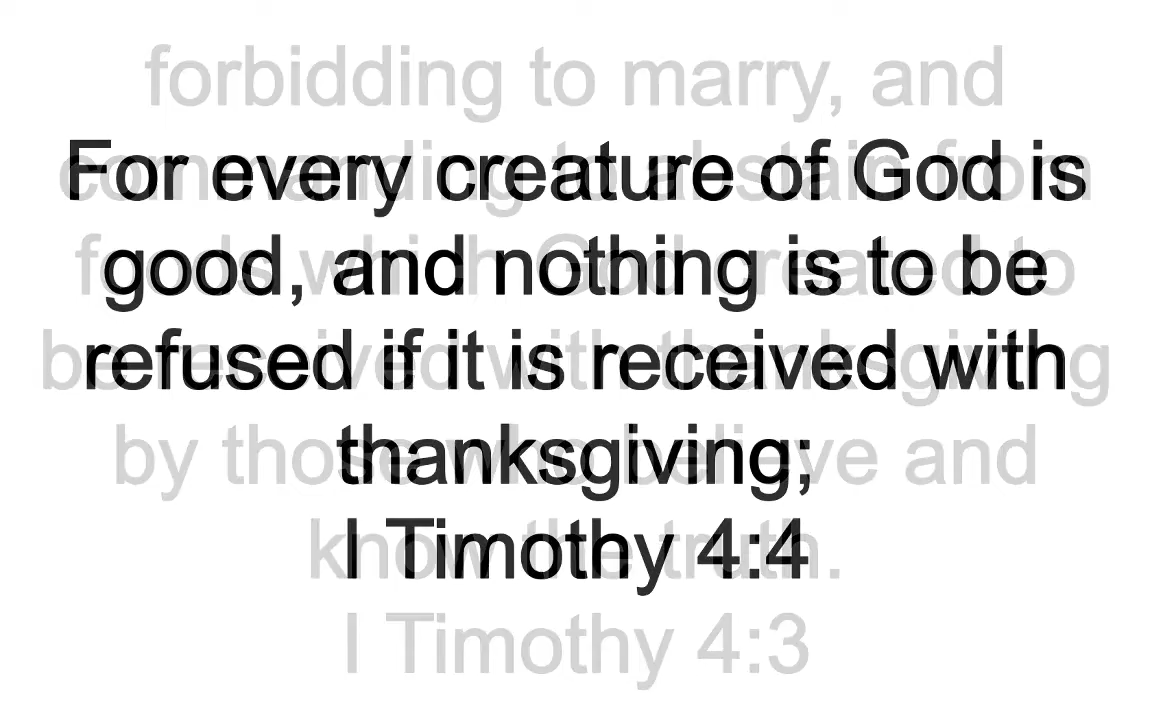 forbidding to marry, and
For every creature of God is
commanding to abstain from
good, and nothing is to be
foods which God created to
refused if it is received with
be received with thanksgiving
thanksgiving;
by those who believe and
I Timothy 4:4
know the truth.
I Timothy 4:3